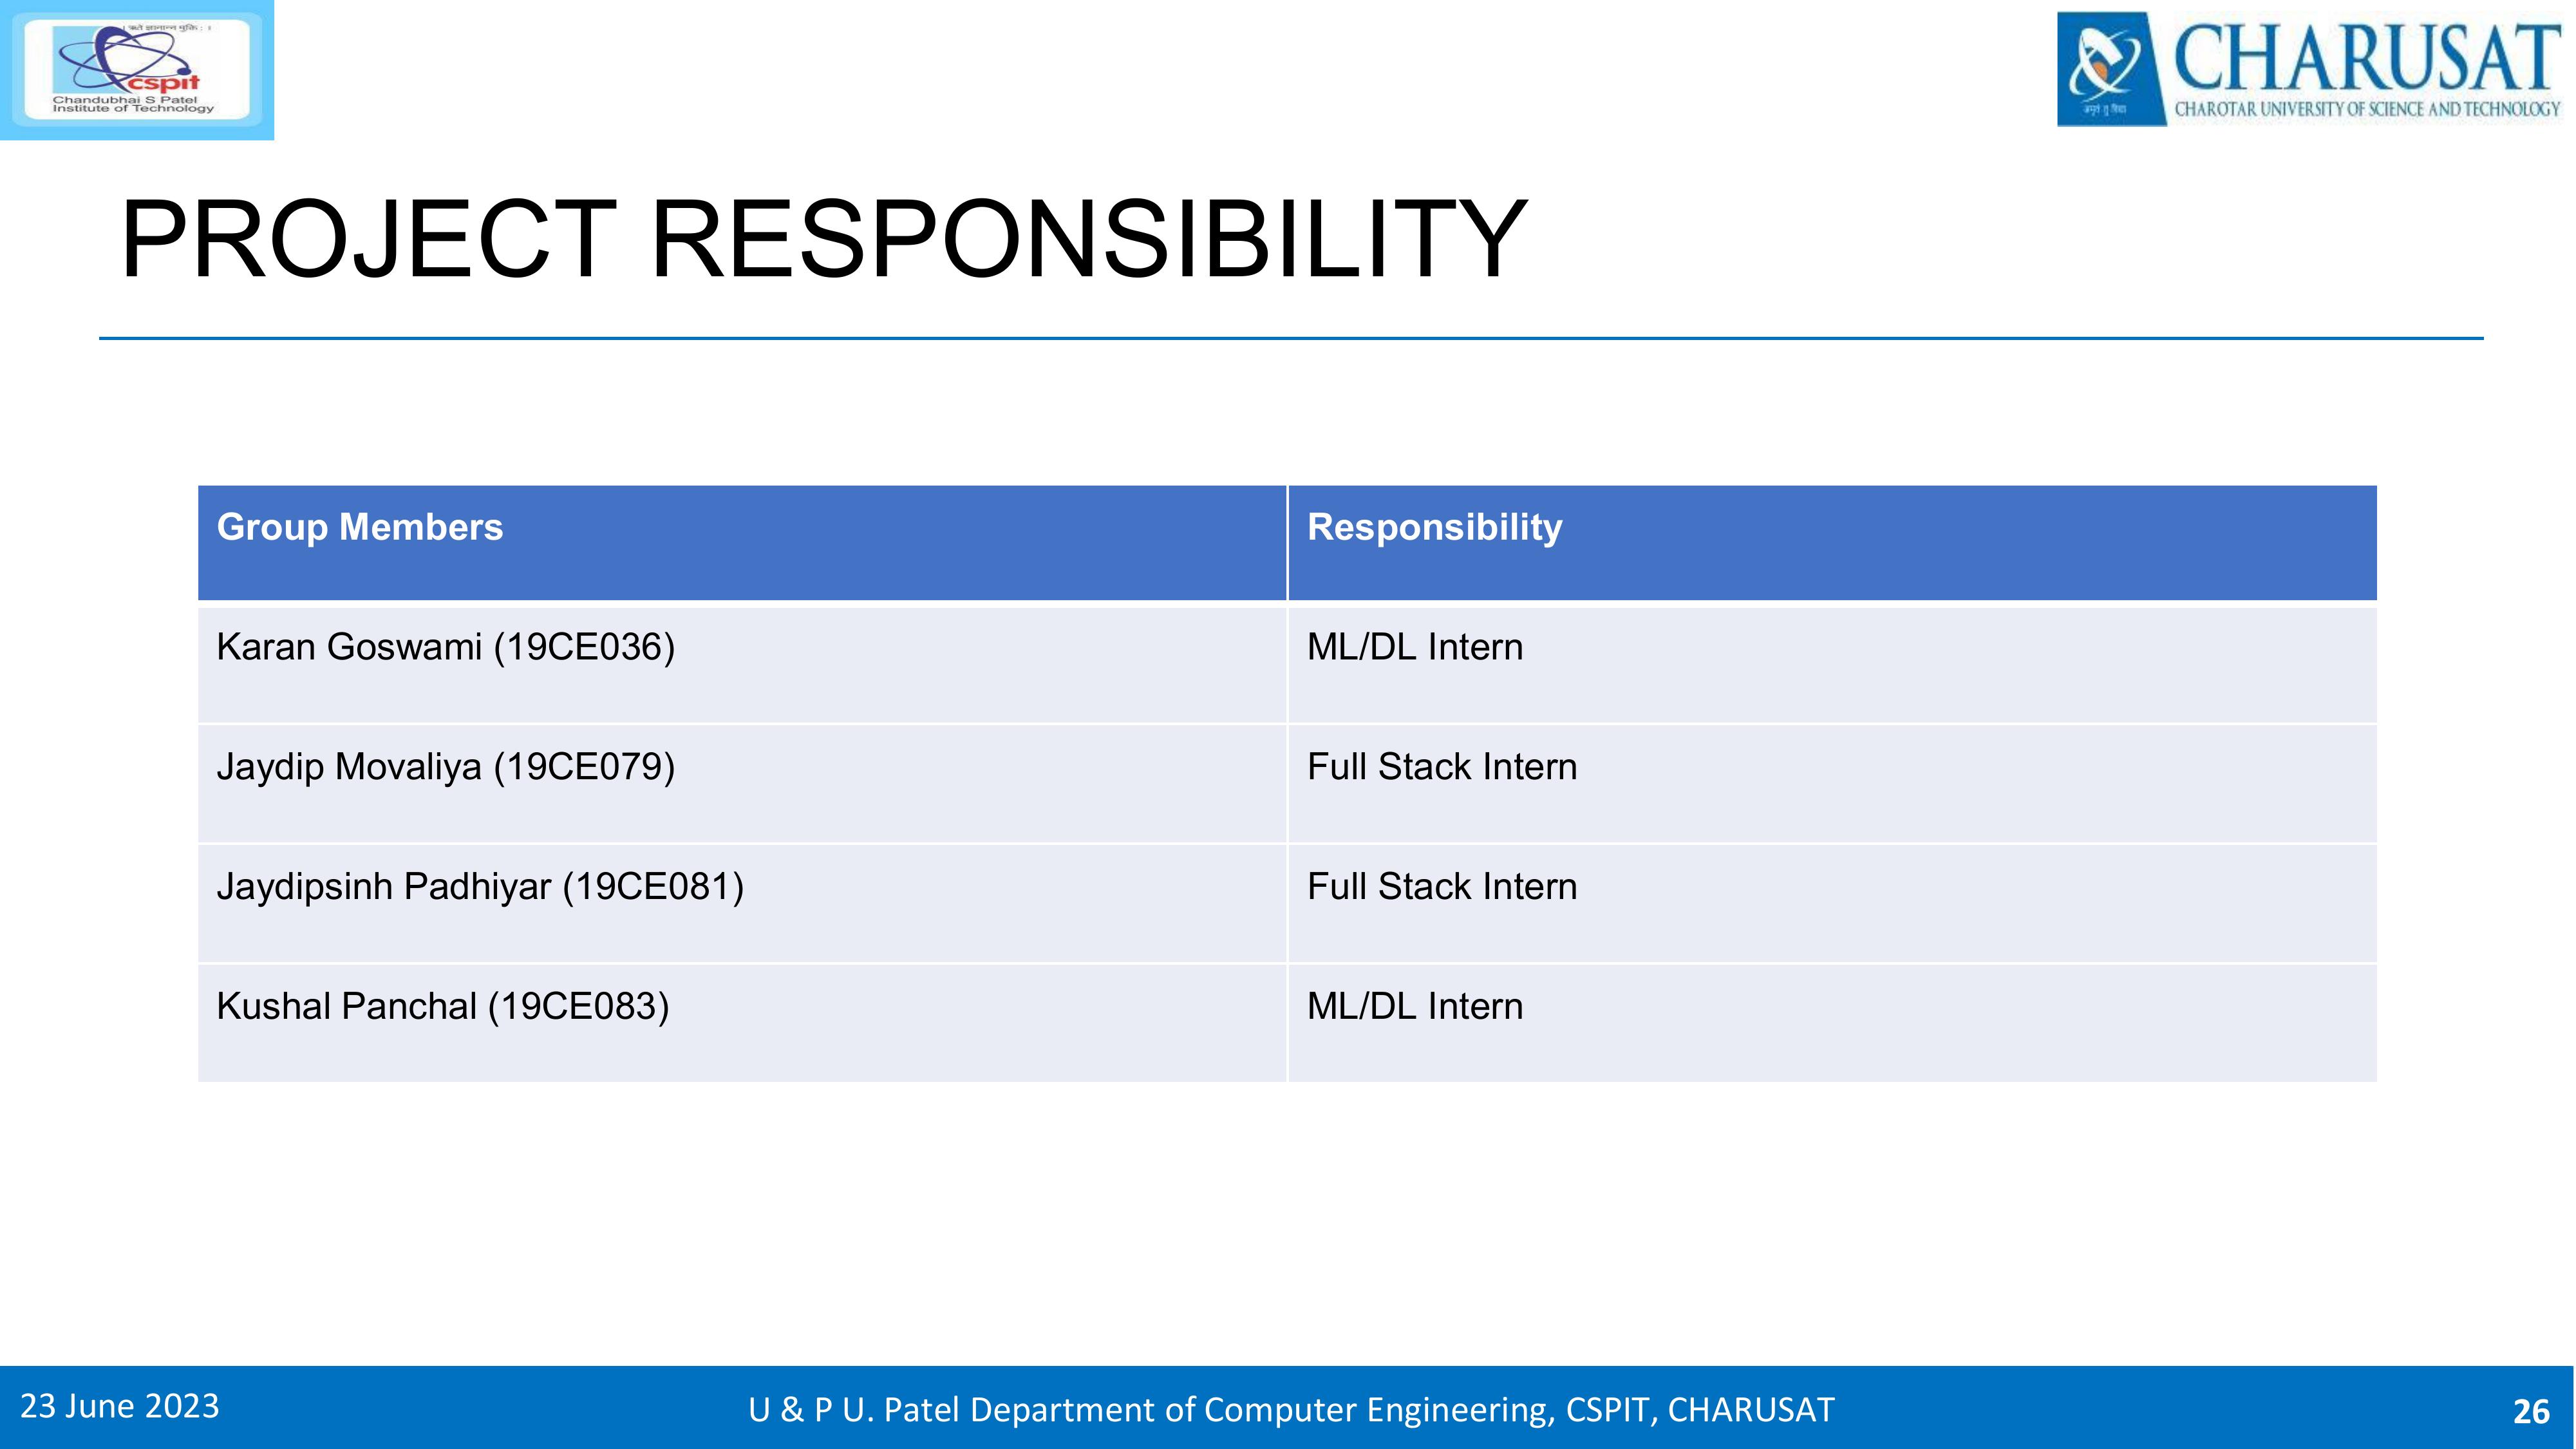 । ऋते ज्ञानान्न मुक्ति: ।
cspit
Chandubhai S Patel
Institute of Technology
CHARUSAT
CHAROTAR UNIVERSITY OF SCIENCE AND TECHNOLOGY
PROJECT RESPONSIBILITY
Group Members Responsibility
Karan Goswami (19CE036) ML/DL Intern
Jaydip Movaliya (19CE079) Full Stack Intern
Jaydipsinh Padhiyar (19CE081) Full Stack Intern
Kushal Panchal (19CE083) ML/DL Intern
23 June 2023 U & P U. Patel Department of Computer Engineering, CSPIT, CHARUSAT 26